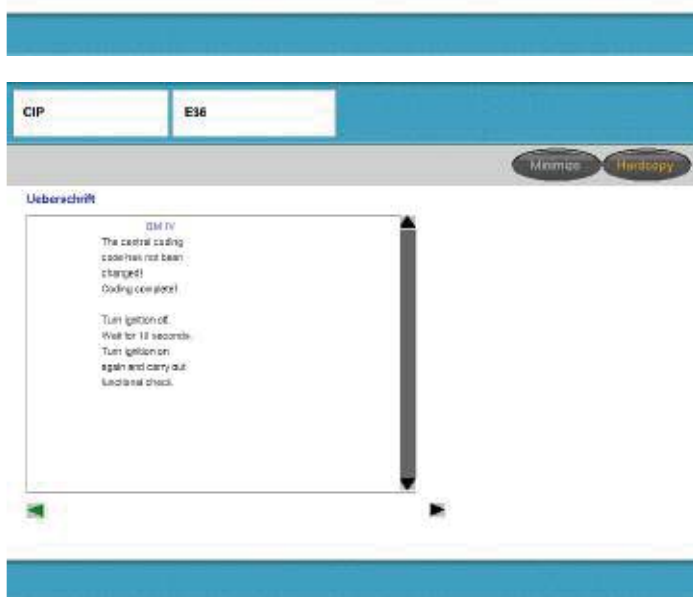 CIP
E36
Minimize
Hardcopy
Ueberschrift
GM IV
The central coding
code has not been
changed!
Coding complete!
Turn ignition off.
Wait for 10 seconds.
Turn ignition on
again and carry out
functional check.